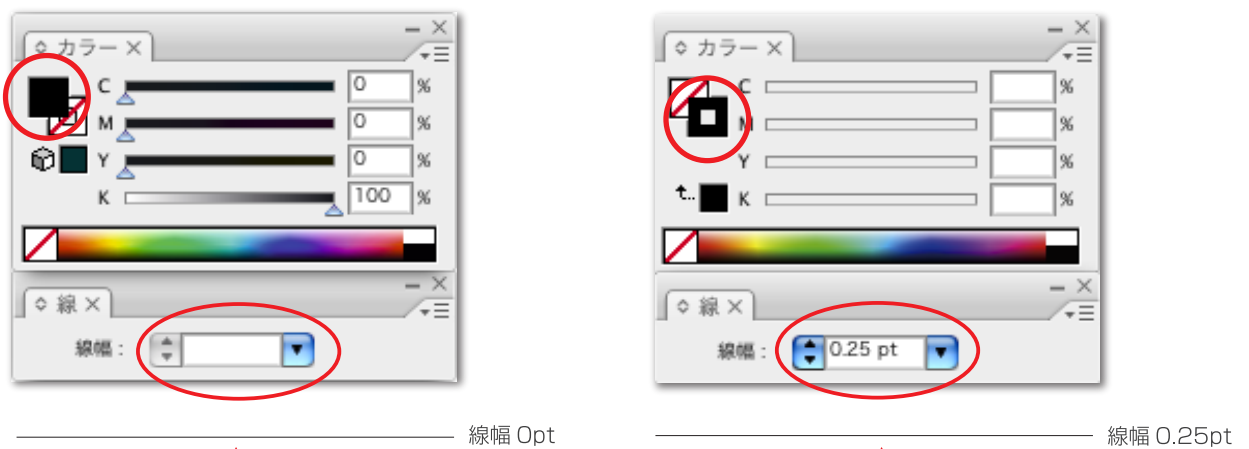 カラー
C 0 %
M 0 %
Y 0 %
K 100 %
線
線幅：
線幅 0pt
カラー
C %
M %
Y %
K %
線
線幅： 0.25 pt
線幅 0.25pt